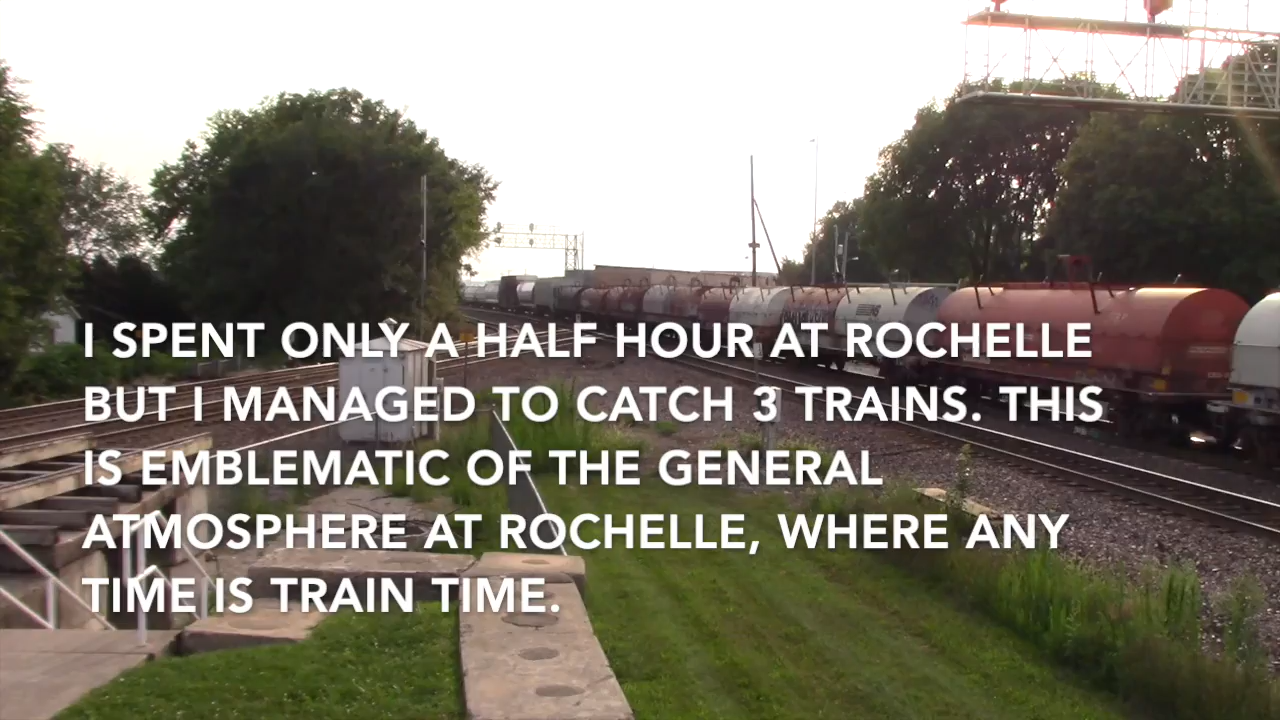 I SPENT ONLY A HALF HOUR AT ROCHELLE
BUT I MANAGED TO CATCH 3 TRAINS. THIS
IS EMBLEMATIC OF THE GENERAL
ATMOSPHERE AT ROCHELLE, WHERE ANY
TIME IS TRAIN TIME.